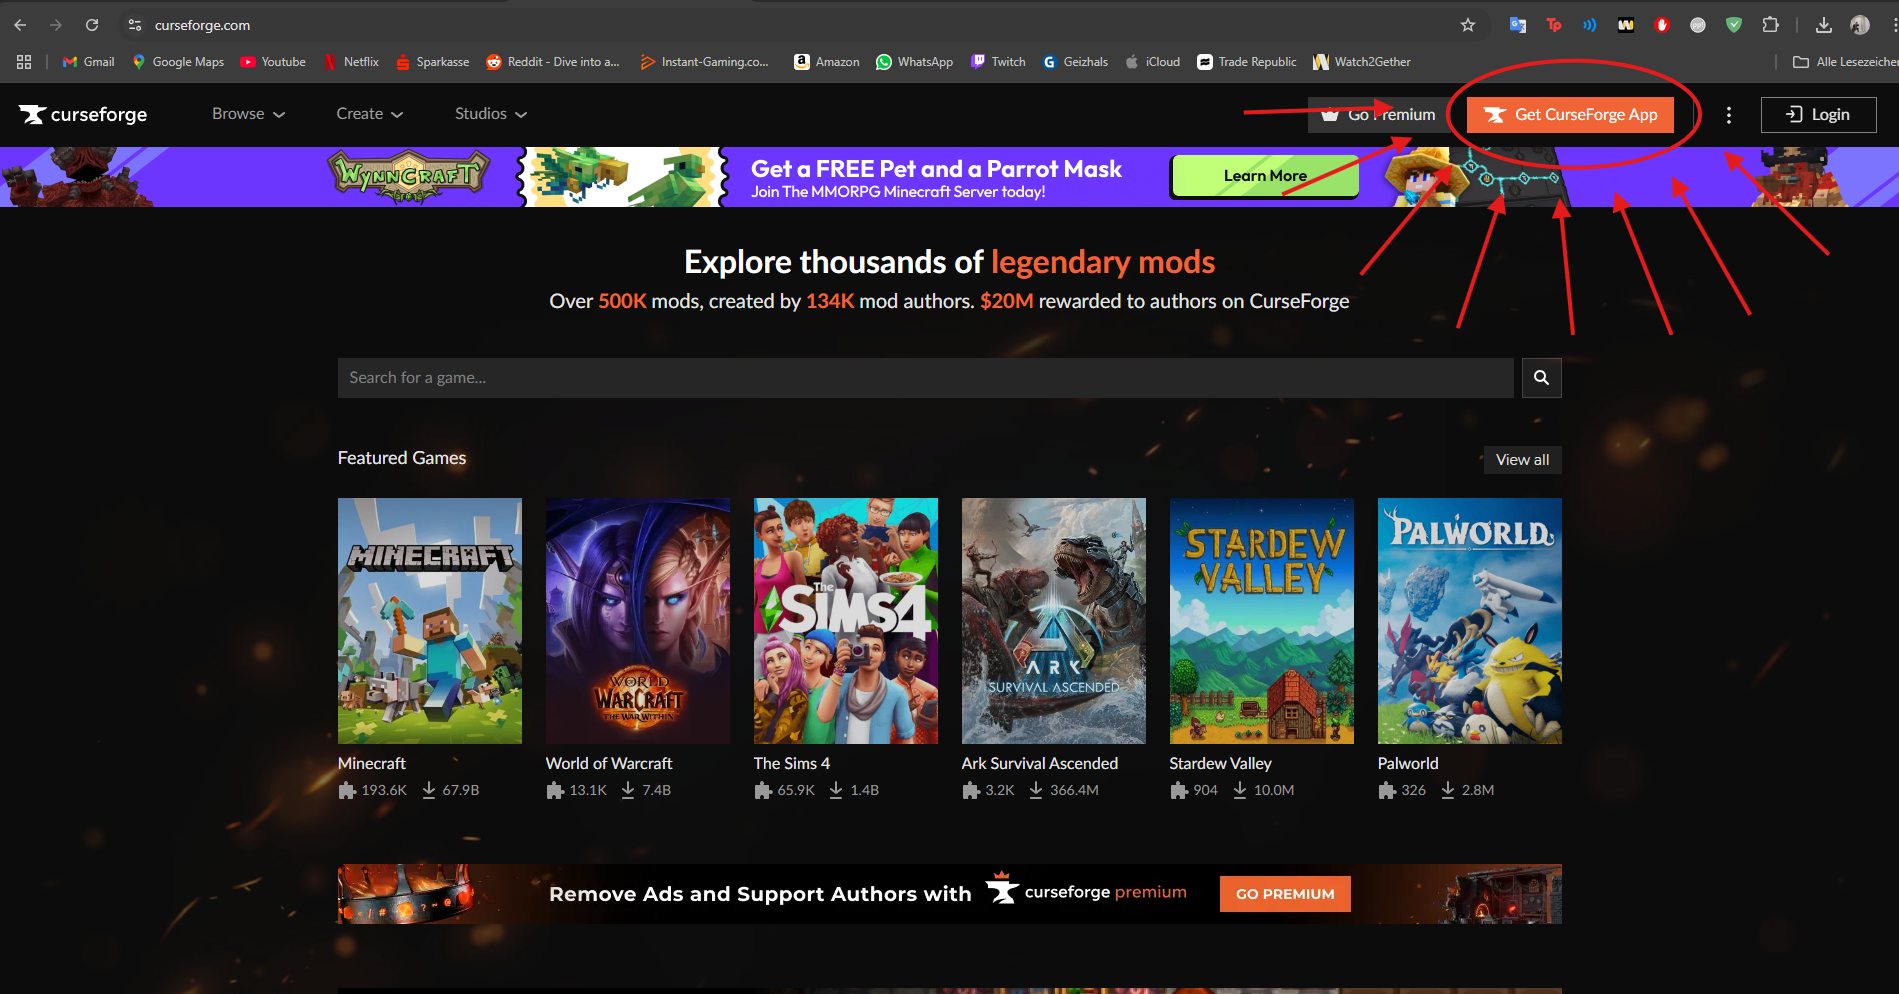 curseforge.com
Gmail
Google Maps
Youtube
Netflix
Sparkasse
Reddit - Dive into a...
Instant-Gaming.co...
Amazon
WhatsApp
Twitch
Geizhals
iCloud
Trade Republic
Watch2Gether
Alle Lesezeichen
curseforge
Browse
Create
Studios
Go Premium
Get CurseForge App
Login
WYNNCRAFT
Get a FREE Pet and a Parrot Mask
Join The MMORPG Minecraft Server today!
Learn More
Explore thousands of legendary mods
Over 500K mods, created by 134K mod authors. $20M rewarded to authors on CurseForge
Search for a game...
Featured Games
View all
MINECRAFT
WORLD OF WARCRAFT
THE WAR WITHIN
The SIMS 4
ARK
SURVIVAL ASCENDED
STARDEW VALLEY
PALWORLD
Minecraft
193.6K 67.9B
World of Warcraft
13.1K 7.4B
The Sims 4
65.9K 1.4B
Ark Survival Ascended
3.2K 366.4M
Stardew Valley
904 10.0M
Palworld
326 2.8M
Remove Ads and Support Authors with curseforge premium
GO PREMIUM